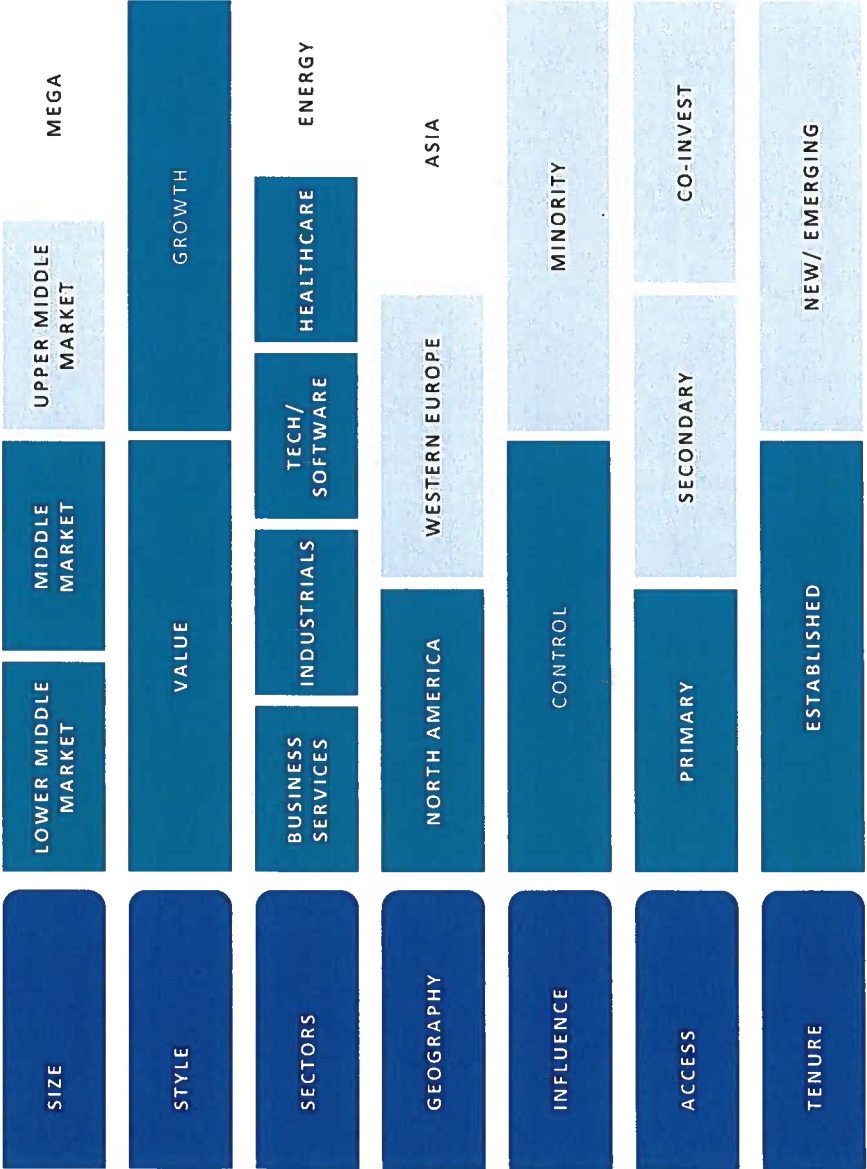 SIZE
LOWER MIDDLE
MARKET
MIDDLE
MARKET
UPPER MIDDLE
MARKET
MEGA
STYLE
VALUE
GROWTH
SECTORS
BUSINESS
SERVICES
INDUSTRIALS
TECH/
SOFTWARE
HEALTHCARE
ENERGY
GEOGRAPHY
NORTH AMERICA
WESTERN EUROPE
ASIA
INFLUENCE
CONTROL
MINORITY
ACCESS
PRIMARY
SECONDARY
CO-INVEST
TENURE
ESTABLISHED
NEW/ EMERGING